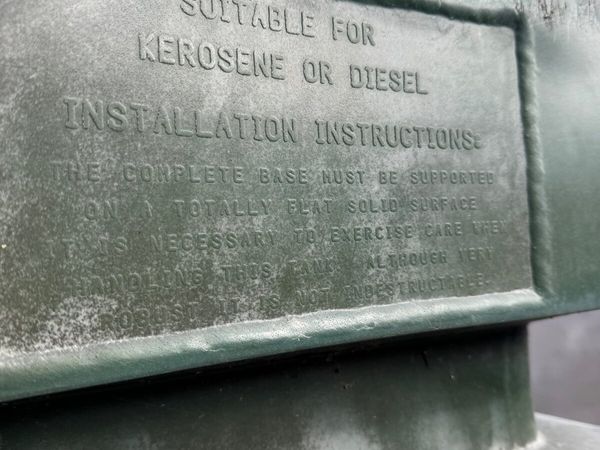 SUITABLE FOR
KEROSENE OR DIESEL
INSTALLATION INSTRUCTIONS:
THE COMPLETE BASE MUST BE SUPPORTED
ON A TOTALLY FLAT SOLID SURFACE
IT IS NECESSARY TO EXERCISE CARE WHEN
HANDLING THIS TANK. ALTHOUGH VERY
ROBUST IT IS NOT INDESTRUCTABLE